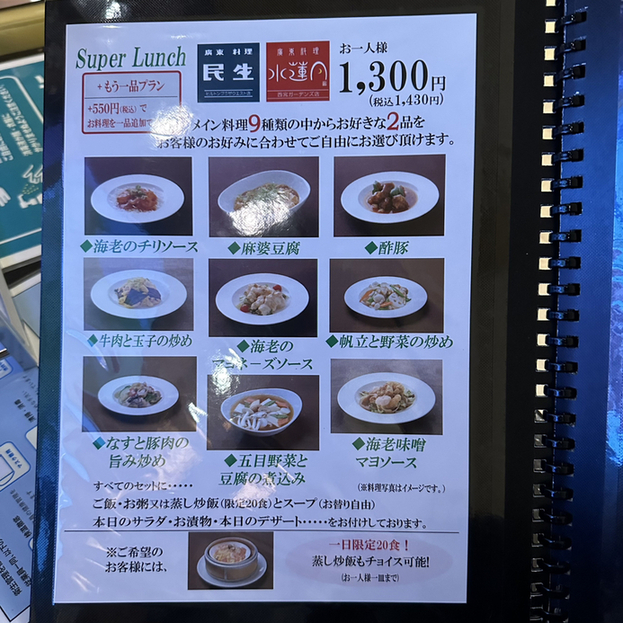 Super Lunch
+もう一品プラン
+550円(税込)で
お料理を一品追加で
廣東料理
民生
廣東料理
水蓮月
お一人様
1,300円
(税込1,430円)
メイン料理9種類の中からお好きな2品を
お客様のお好みに合わせてご自由にお選び頂けます。
◆海老のチリソース
◆麻婆豆腐
◆酢豚
◆牛肉と玉子の炒め
◆海老の
マヨネーズソース
◆帆立と野菜の炒め
◆なすと豚肉の
旨み炒め
◆五目野菜と
豆腐の煮込み
◆海老味噌
マヨソース
すべてのセットに・・・・・
(※料理写真はイメージです。)
ご飯・お粥又は蒸し炒飯(限定20食)とスープ(お替り自由)
本日のサラダ・お漬物・本日のデザート・・・・・をお付けしております。
※ご希望の
お客様には、
一日限定20食!
蒸し炒飯もチョイス可能!
(お一人様一皿まで)